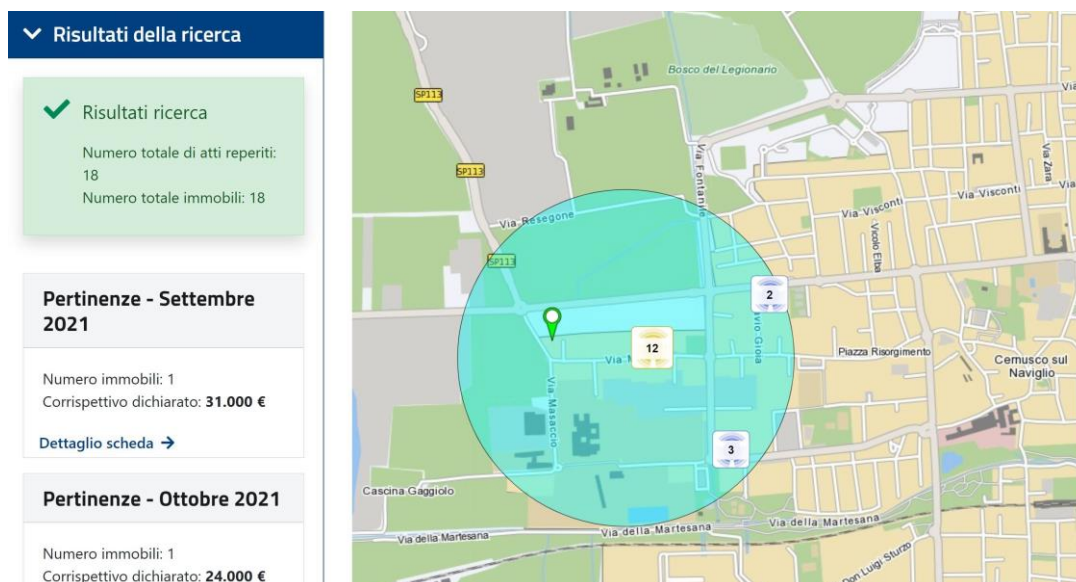 Risultati della ricerca
Risultati ricerca
Numero totale di atti reperiti:
18
Numero totale immobili: 18
Pertinenze - Settembre
2021
Numero immobili: 1
Corrispettivo dichiarato: 31.000 €
Dettaglio scheda →
Pertinenze - Ottobre 2021
Numero immobili: 1
Corrispettivo dichiarato: 24.000 €
Bosco del Legionario
SP113
SP113
Via Fontanile
Via Zara
Via Visconti
Via
Via Visconti
Via Resegone
Vicolo Elba
SP113
2
Gioia
12
Via
Piazza Risorgimento
Cernusco sul
Naviglio
Via Masaccio
3
Cascina Gaggiolo
Via della Martesana
Via della Martesana
Via della Martesana
Don Luigi Sturzo